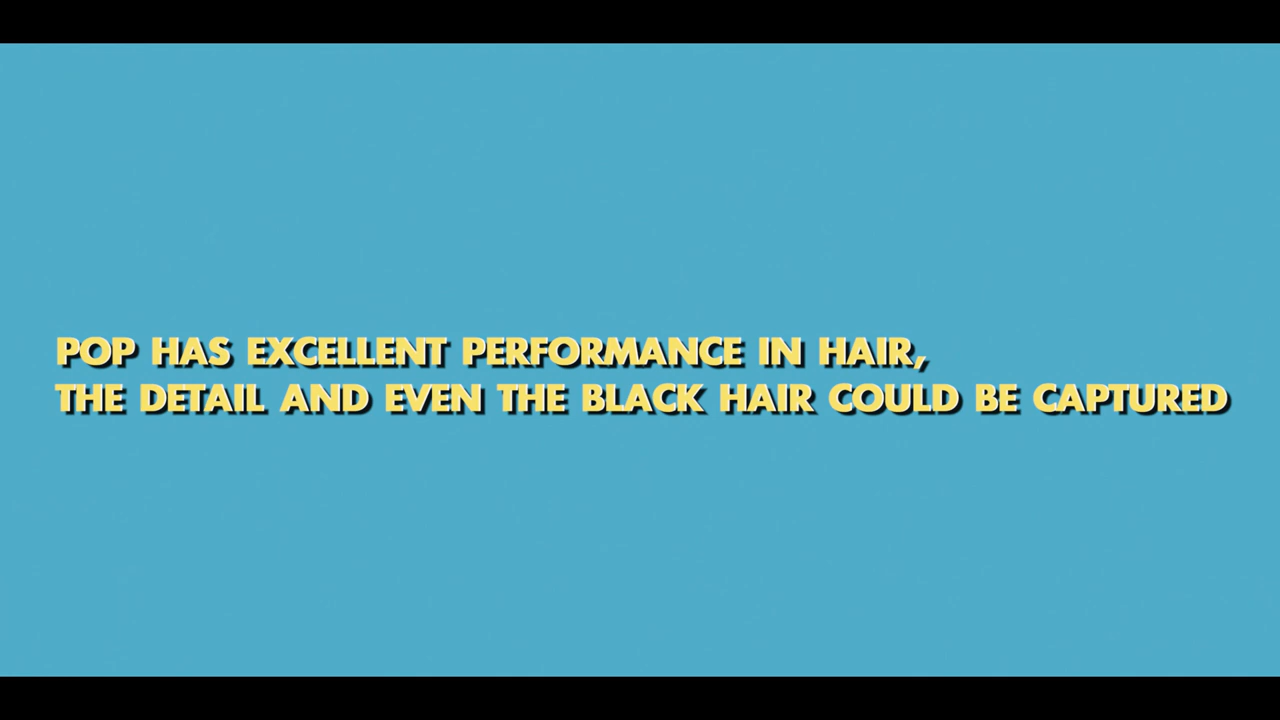 POP HAS EXCELLENT PERFORMANCE IN HAIR,
THE DETAIL AND EVEN THE BLACK HAIR COULD BE CAPTURED